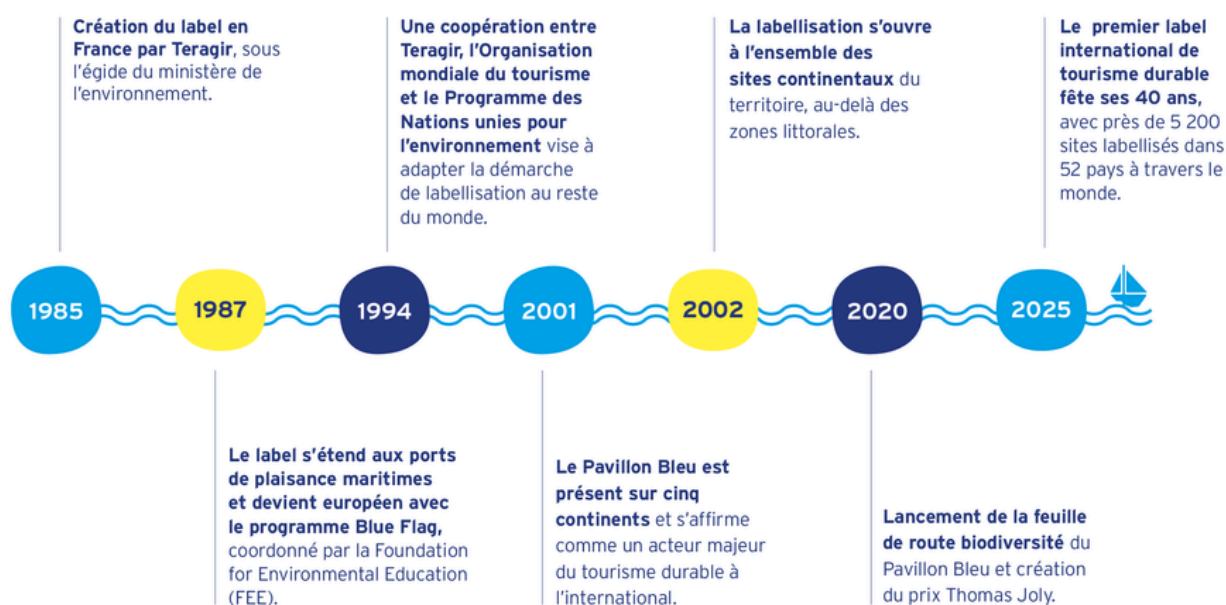 Création du label en
France par Teragir, sous
l'égide du ministère de
l'environnement.
Une coopération entre
Teragir, l'Organisation
mondiale du tourisme
et le Programme des
Nations unies pour
l'environnement vise à
adapter la démarche
de labellisation au reste
du monde.
La labellisation s'ouvre
à l'ensemble des
sites continentaux du
territoire, au-delà des
zones littorales.
Le premier label
international de
tourisme durable
fête ses 40 ans,
avec près de 5 200
sites labellisés dans
52 pays à travers le
monde.
1985
1987
1994
2001
2002
2020
2025
Le label s'étend aux ports
de plaisance maritimes
et devient européen avec
le programme Blue Flag,
coordonné par la Foundation
for Environmental Education
(FEE).
Le Pavillon Bleu est
présent sur cinq
continents et s'affirme
comme un acteur majeur
du tourisme durable à
l'international.
Lancement de la feuille
de route biodiversité du
Pavillon Bleu et création
du prix Thomas Joly.